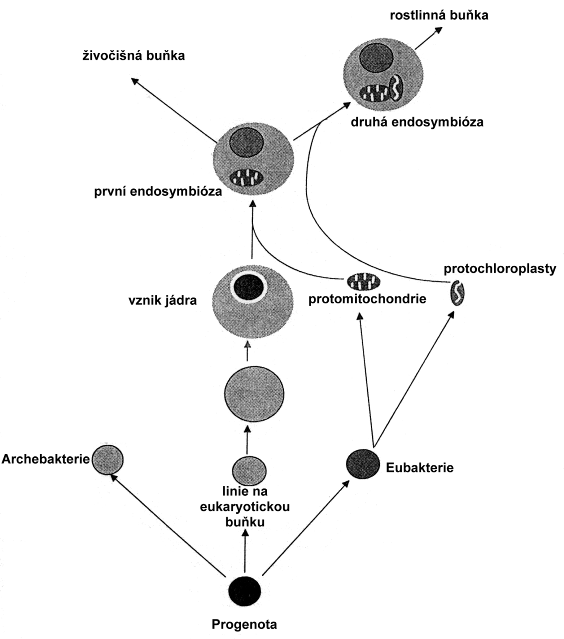 rostlinná buňka
živočišná buňka
druhá endosymbióza
první endosymbióza
protochloroplasty
vznik jádra
protomitochondrie
Archebakterie
Eubakterie
linie na
eukaryotickou
buňku
Progenota